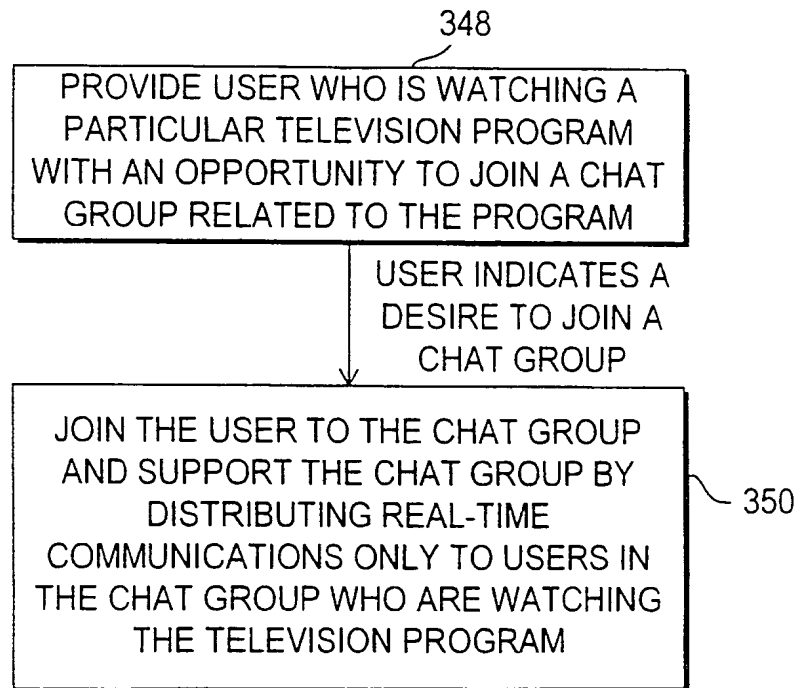 348
PROVIDE USER WHO IS WATCHING A
PARTICULAR TELEVISION PROGRAM
WITH AN OPPORTUNITY TO JOIN A CHAT
GROUP RELATED TO THE PROGRAM
USER INDICATES A
DESIRE TO JOIN A
CHAT GROUP
JOIN THE USER TO THE CHAT GROUP
AND SUPPORT THE CHAT GROUP BY
DISTRIBUTING REAL-TIME
COMMUNICATIONS ONLY TO USERS IN
THE CHAT GROUP WHO ARE WATCHING
THE TELEVISION PROGRAM
350